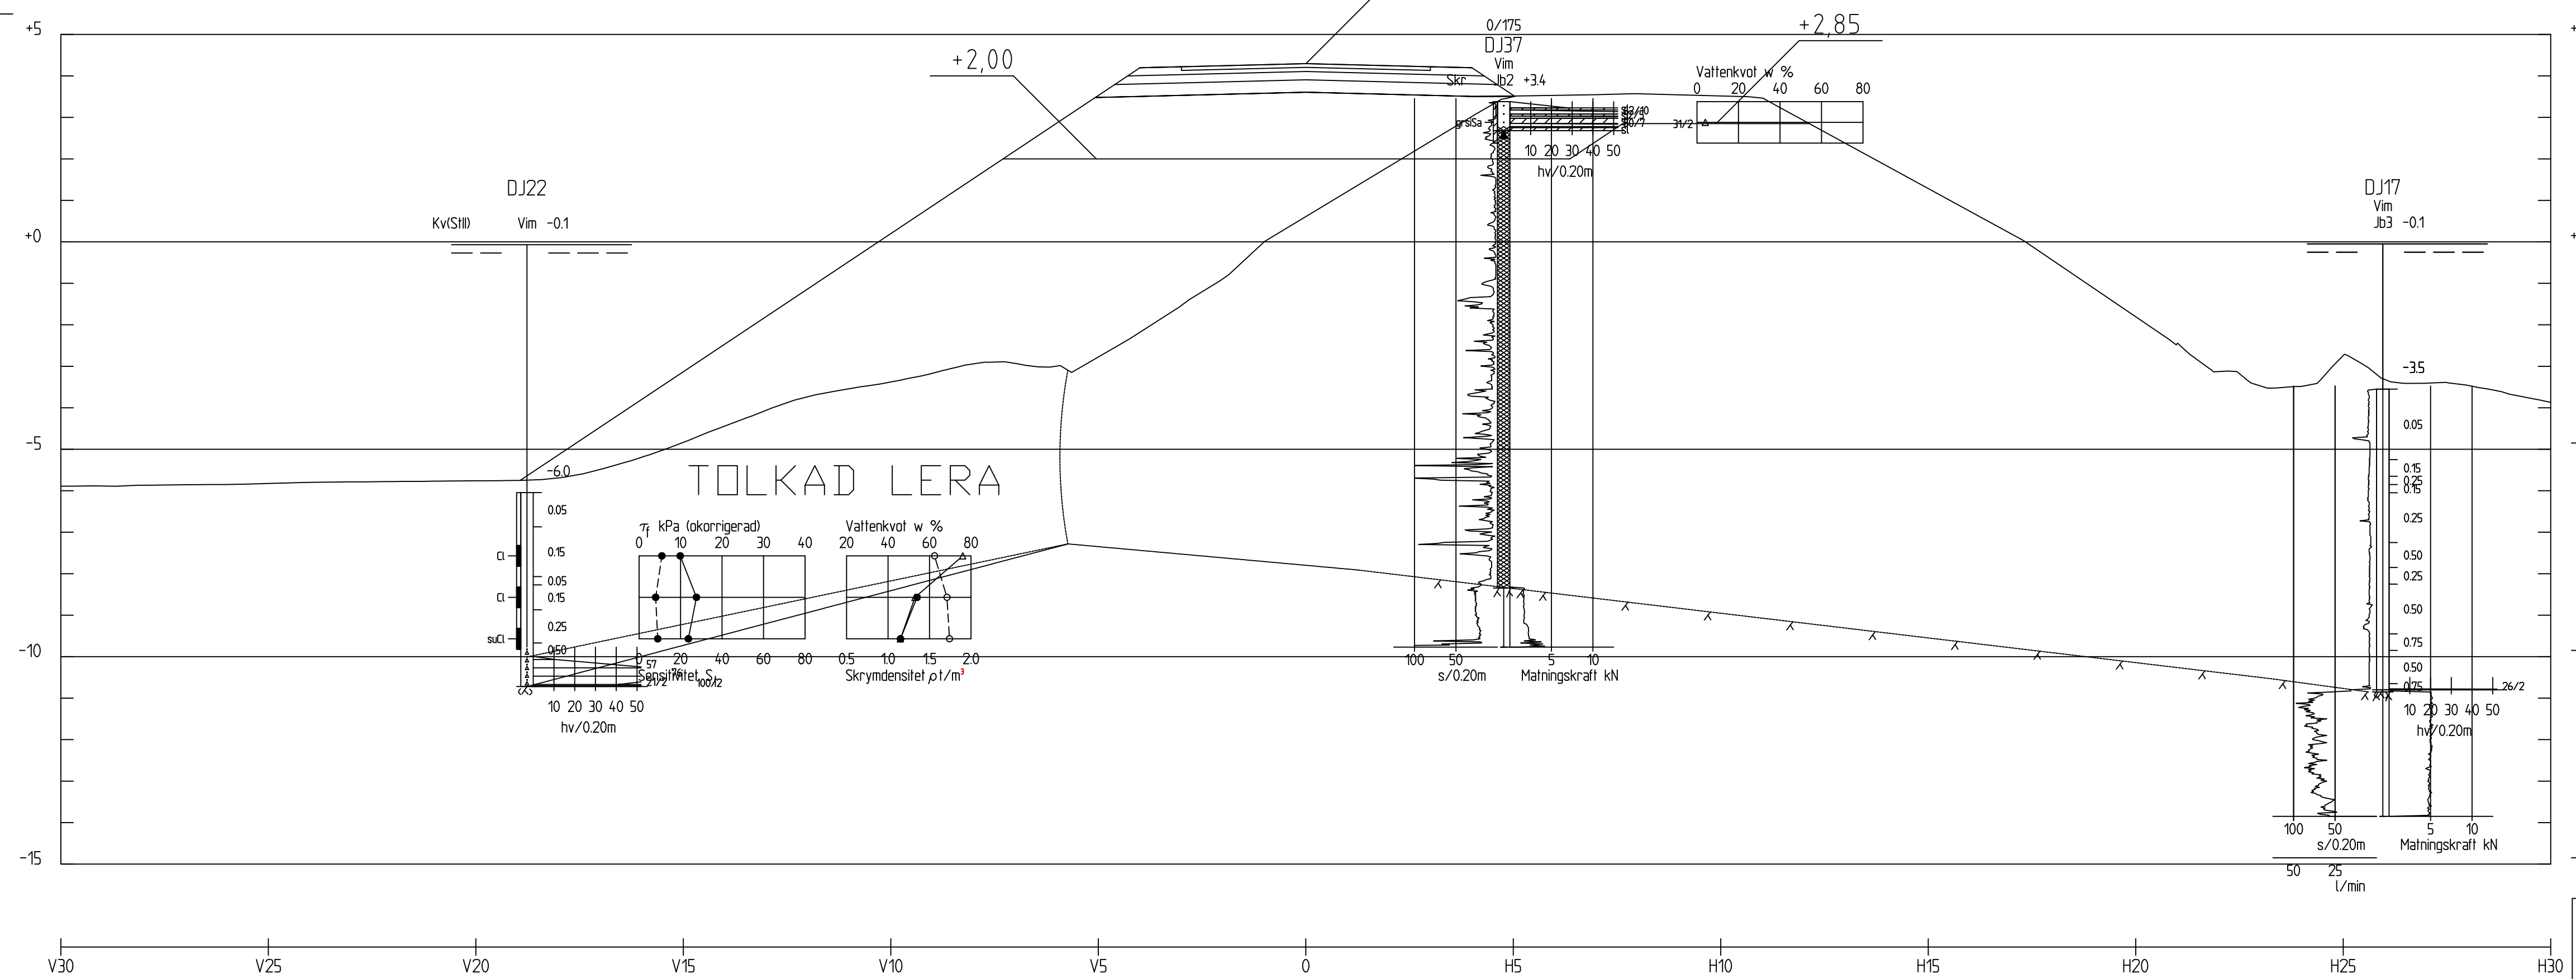 +5
+0
-5
-10
-15
+2,00
+2,85
0/175
DJ37
Vim
Skr Jb2 +3.4
grsiSa
10 20 30 40 50
hv/0.20m
Vattenkvot w %
0 20 40 60 80
31/2
DJ22
Kv(StII) Vim -0.1
-6.0
0.05
0.15
0.05
0.15
0.25
0.50
Cl
Cl
suCl
57
21/2
100/2
10 20 30 40 50
hv/0.20m
TOLKAD LERA
τf kPa (okorrigerad)
0 10 20 30 40
0 20 40 60 80
Sensitivitet St
Vattenkvot w %
20 40 60 80
0.5 1.0 1.5 2.0
Skrymdensitet ρ t/m³
100 50
s/0.20m
5 10
Matningskraft kN
DJ17
Vim
Jb3 -0.1
-3.5
0.05
0.15
0.25
0.15
0.25
0.50
0.25
0.50
0.75
0.50
0.75
26/2
10 20 30 40 50
hv/0.20m
100 50
s/0.20m
5 10
Matningskraft kN
50 25
l/min
V30 V25 V20 V15 V10 V5 0 H5 H10 H15 H20 H25 H30